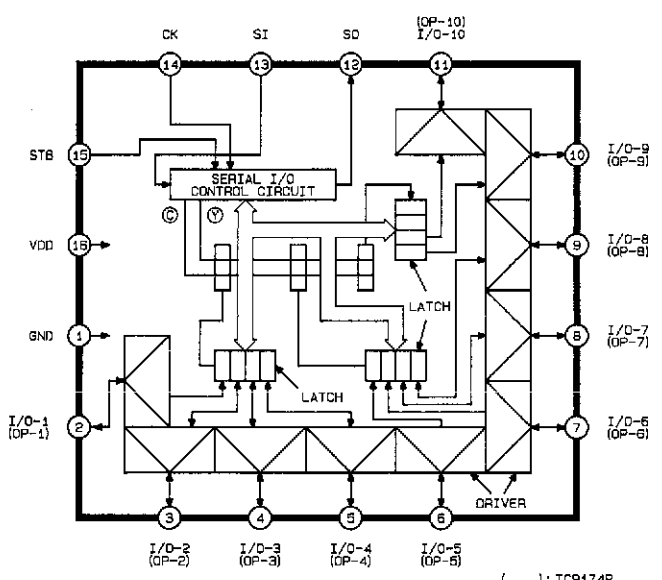 (OP-10)
CK SI SO I/O-10
14 13 12 11
STB 15
10 I/O-9
(OP-9)
SERIAL I/O
CONTROL CIRCUIT
C Y
VDD 16
9 I/O-8
(OP-8)
LATCH
GND 1
8 I/O-7
(OP-7)
LATCH
I/O-1
(OP-1)
2
7 I/O-6
(OP-6)
DRIVER
3 4 5 6
I/O-2 I/O-3 I/O-4 I/O-5
(OP-2) (OP-3) (OP-4) (OP-5)
( ): TC9174P